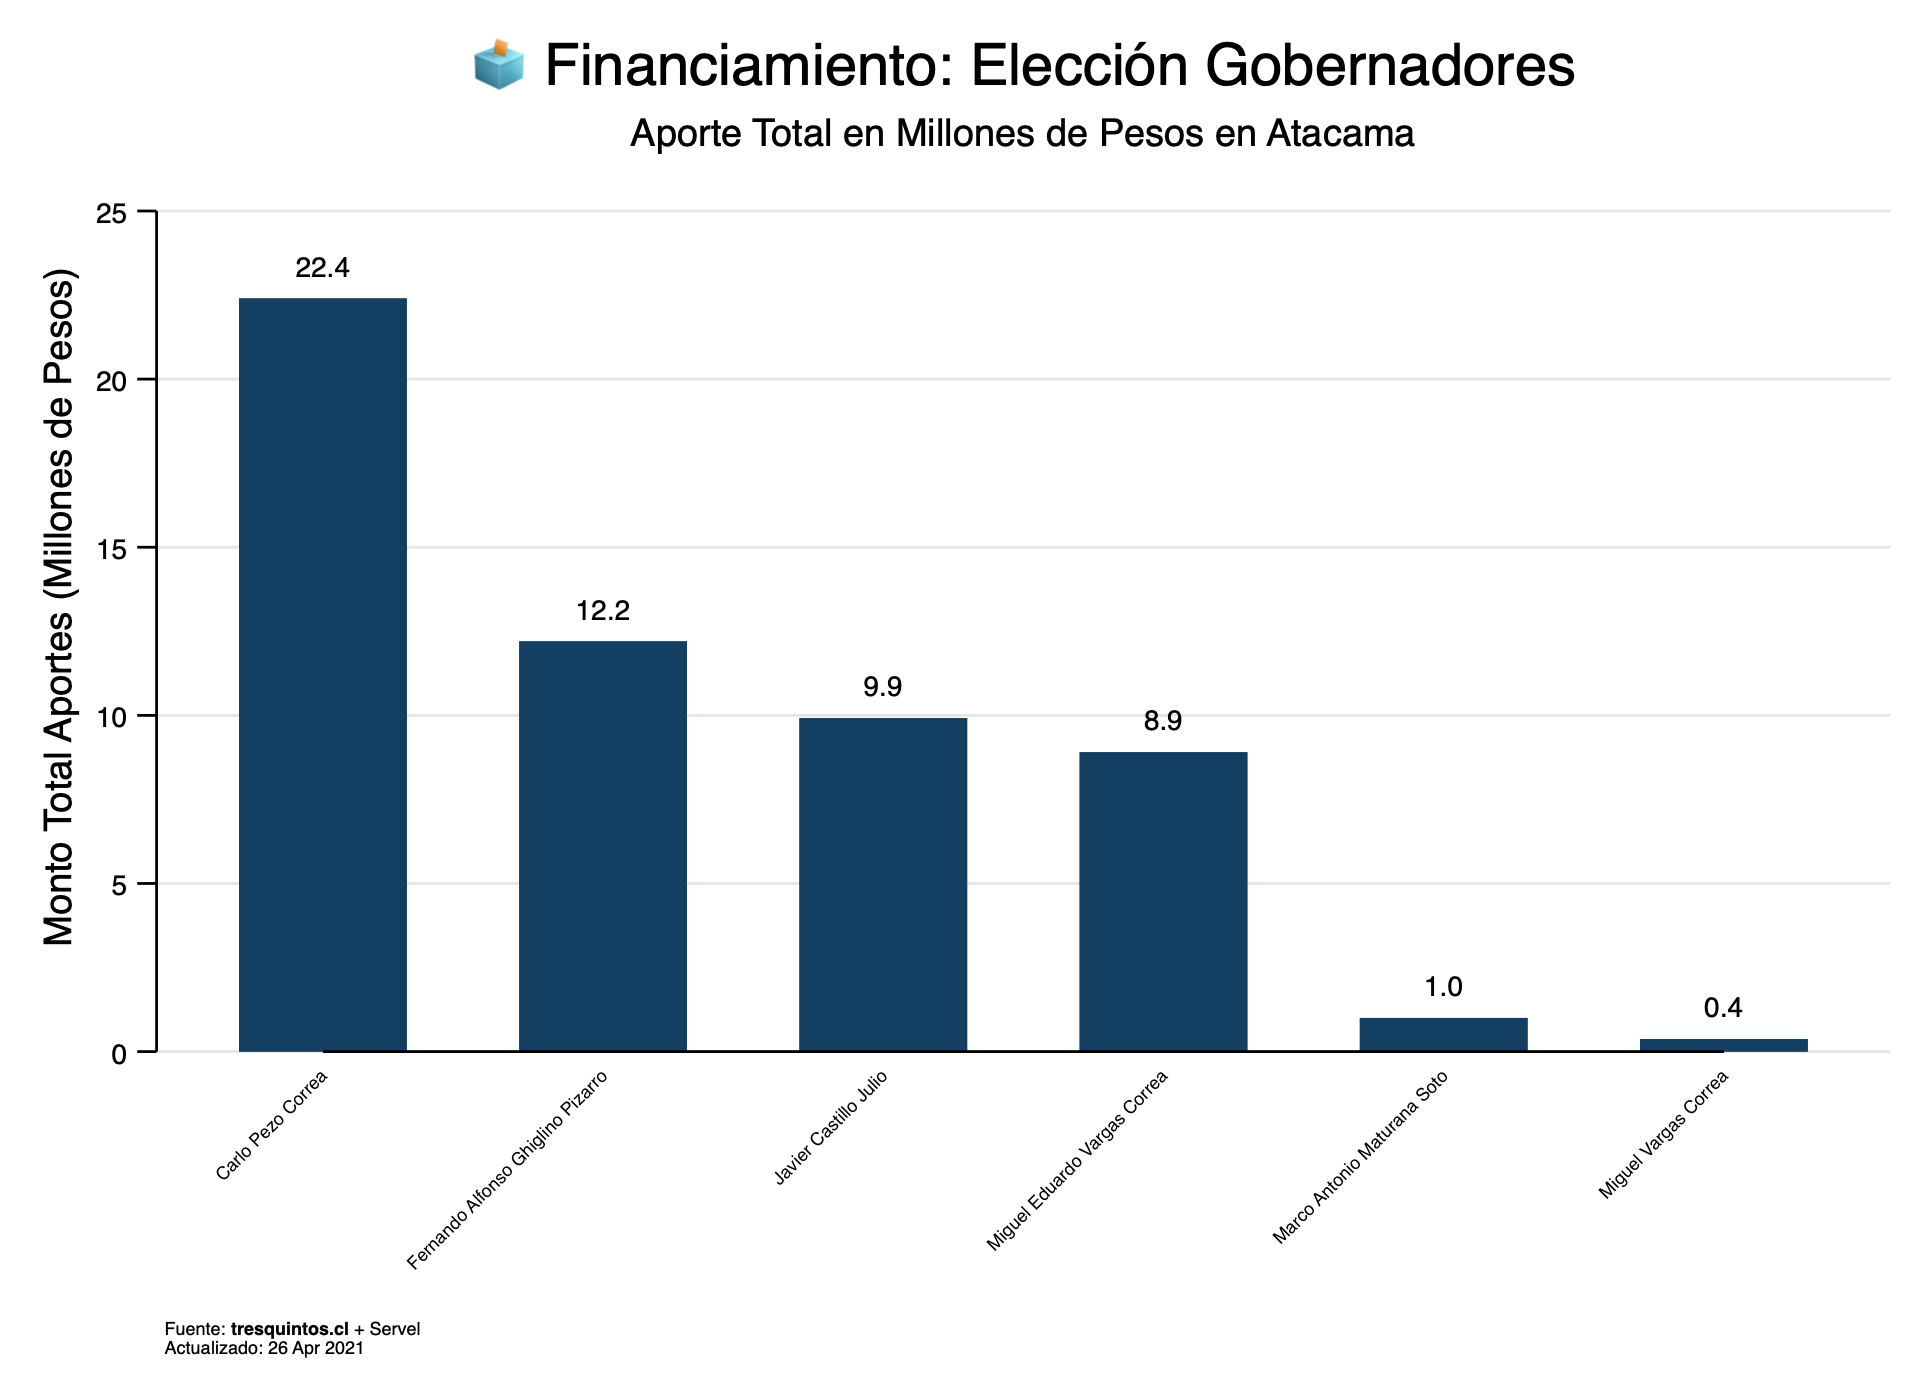 Financiamiento: Elección Gobernadores
Aporte Total en Millones de Pesos en Atacama
Monto Total Aportes (Millones de Pesos)
25
20
15
10
5
0
22.4
12.2
9.9
8.9
1.0
0.4
Carlo Pezo Correa
Fernando Alfonso Ghiglino Pizarro
Javier Castillo Julio
Miguel Eduardo Vargas Correa
Marco Antonio Maturana Soto
Miguel Vargas Correa
Fuente: tresquintos.cl + Servel
Actualizado: 26 Apr 2021